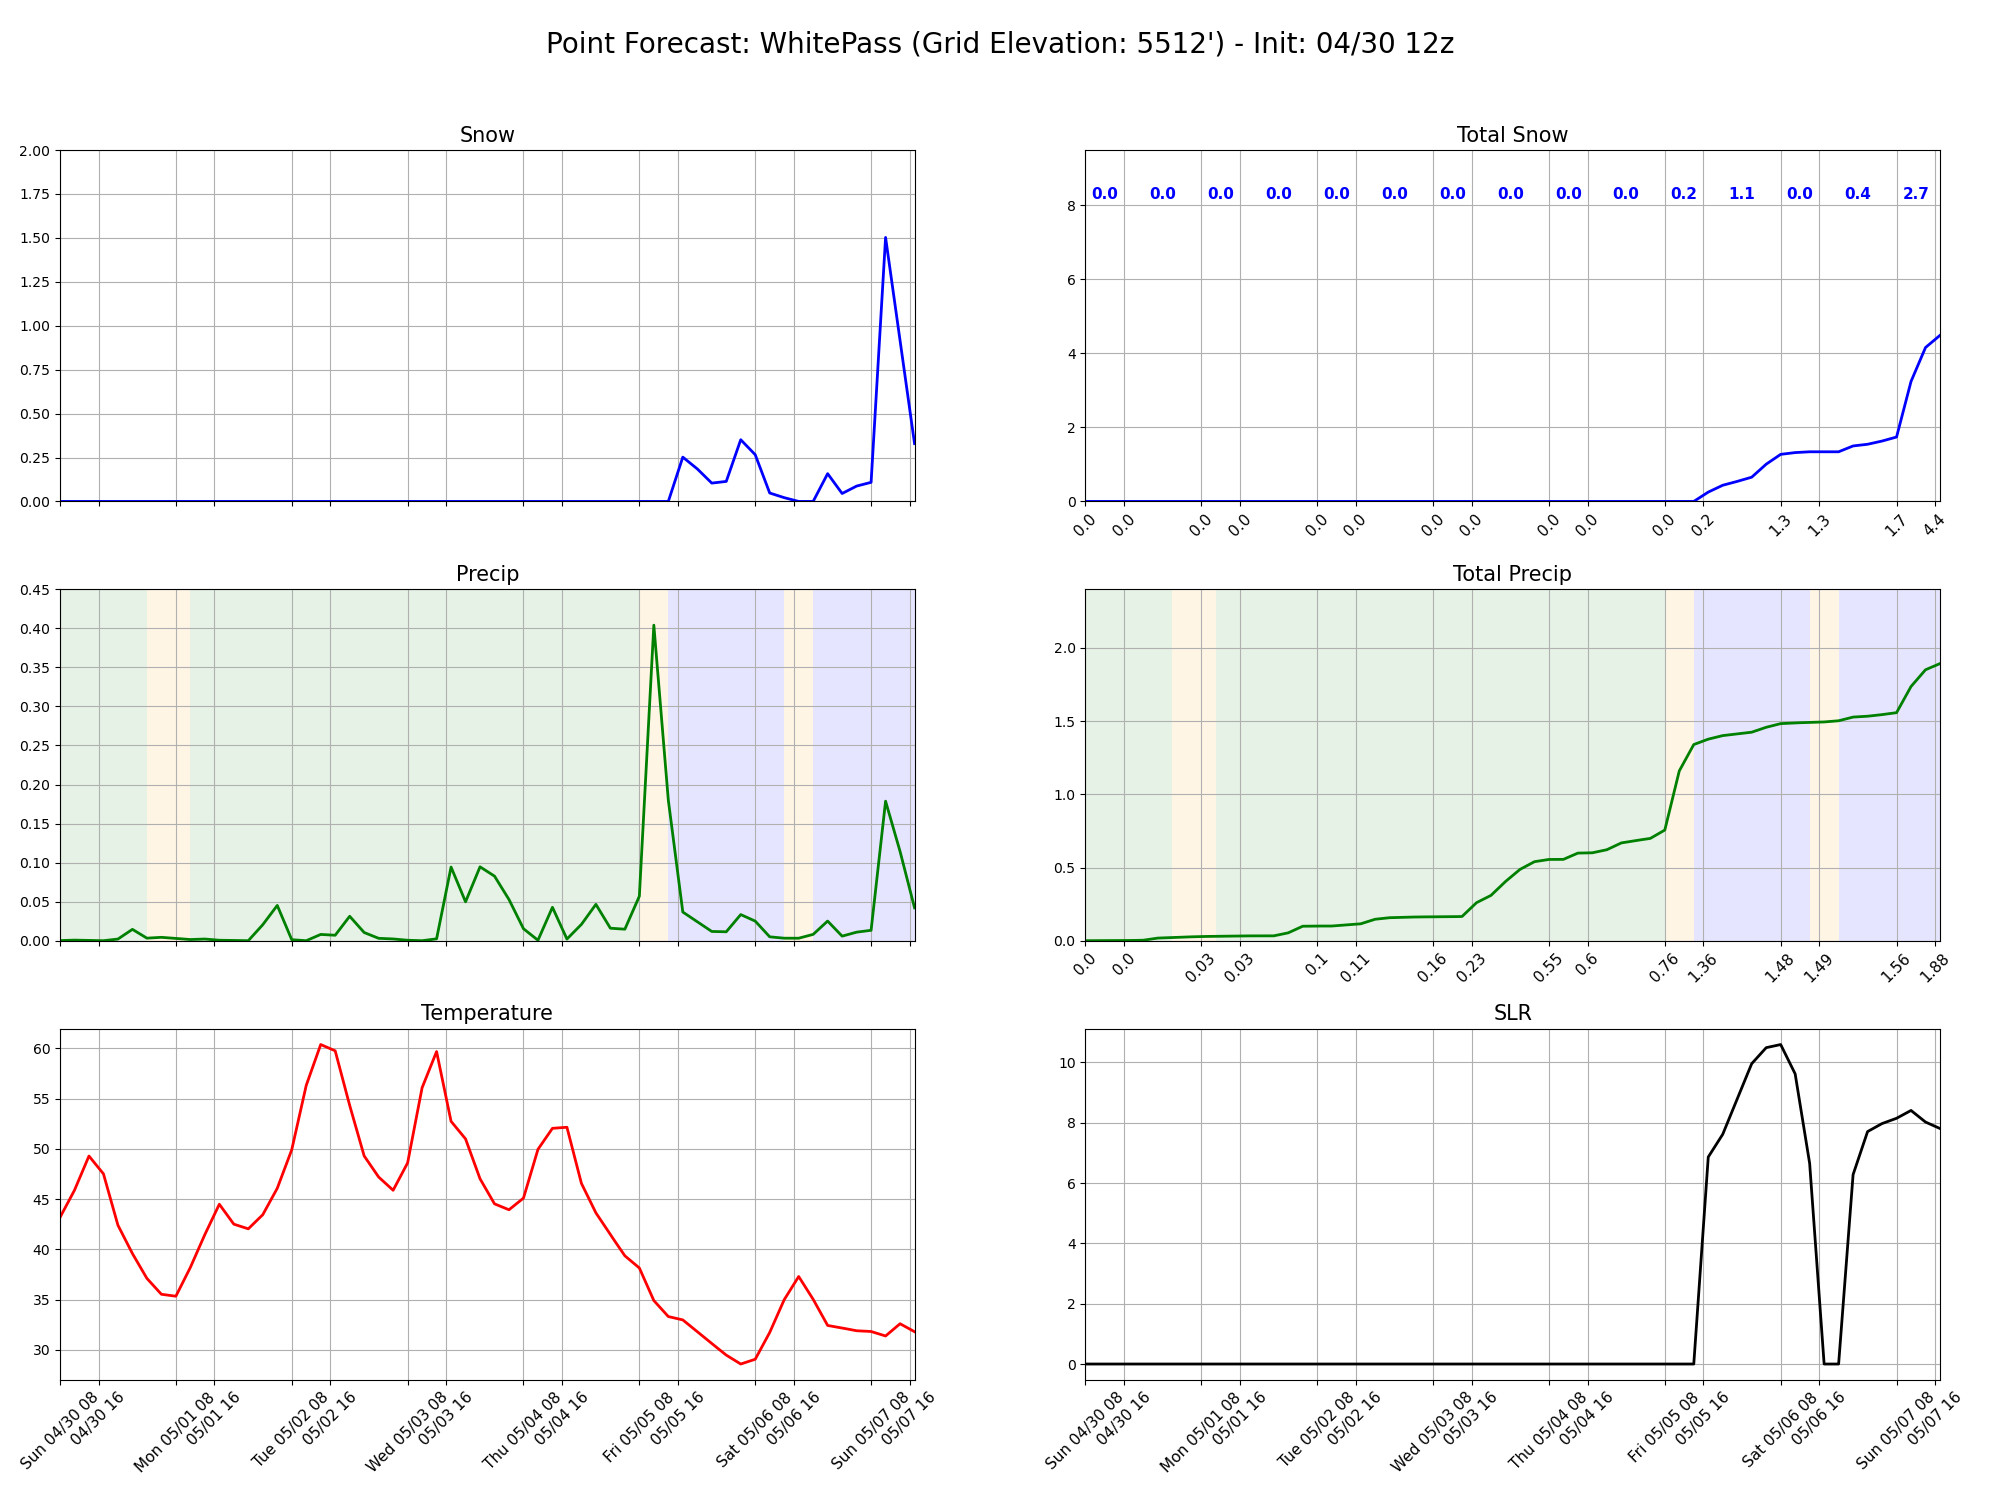 Point Forecast: WhitePass (Grid Elevation: 5512') - Init: 04/30 12z
Snow
2.00
1.75
1.50
1.25
1.00
0.75
0.50
0.25
0.00
Total Snow
0.0 0.0 0.0 0.0 0.0 0.0 0.0 0.0 0.0 0.0 0.2 1.1 0.0 0.4 2.7
8
6
4
2
0
0.0 0.0 0.0 0.0 0.0 0.0 0.0 0.0 0.0 0.0 0.0 0.2 1.3 1.3 1.7 4.4
Precip
0.45
0.40
0.35
0.30
0.25
0.20
0.15
0.10
0.05
0.00
Total Precip
2.0
1.5
1.0
0.5
0.0
0.0 0.0 0.03 0.03 0.1 0.11 0.16 0.23 0.55 0.6 0.76 1.36 1.48 1.49 1.56 1.88
Temperature
60
55
50
45
40
35
30
Sun 04/30 08
04/30 16
Mon 05/01 08
05/01 16
Tue 05/02 08
05/02 16
Wed 05/03 08
05/03 16
Thu 05/04 08
05/04 16
Fri 05/05 08
05/05 16
Sat 05/06 08
05/06 16
Sun 05/07 08
05/07 16
SLR
10
8
6
4
2
0
Sun 04/30 08
04/30 16
Mon 05/01 08
05/01 16
Tue 05/02 08
05/02 16
Wed 05/03 08
05/03 16
Thu 05/04 08
05/04 16
Fri 05/05 08
05/05 16
Sat 05/06 08
05/06 16
Sun 05/07 08
05/07 16